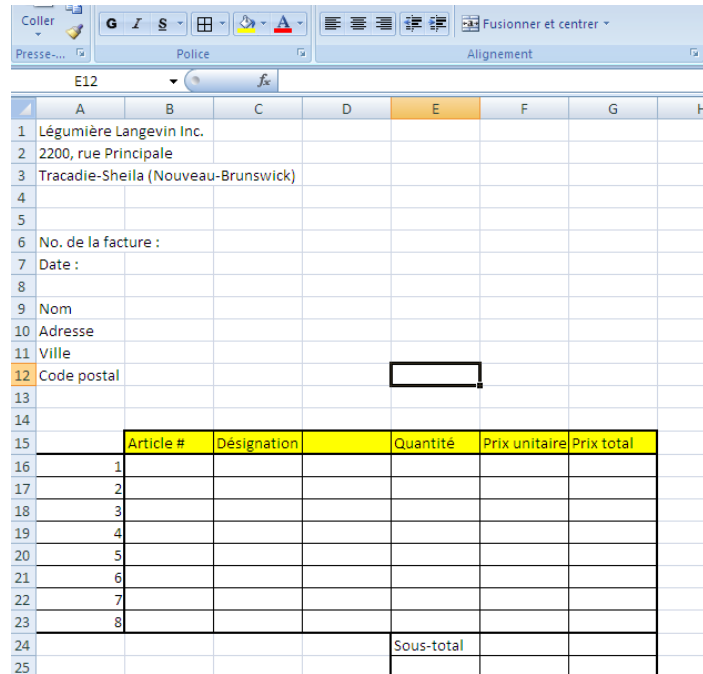 Coller G I S A Fusionner et centrer
Presse-... Police Alignement
E12 fx
A B C D E F G H
1 Légumière Langevin Inc.
2 2200, rue Principale
3 Tracadie-Sheila (Nouveau-Brunswick)
4
5
6 No. de la facture :
7 Date :
8
9 Nom
10 Adresse
11 Ville
12 Code postal
13
14
15 Article # Désignation Quantité Prix unitaire Prix total
16 1
17 2
18 3
19 4
20 5
21 6
22 7
23 8
24 Sous-total
25